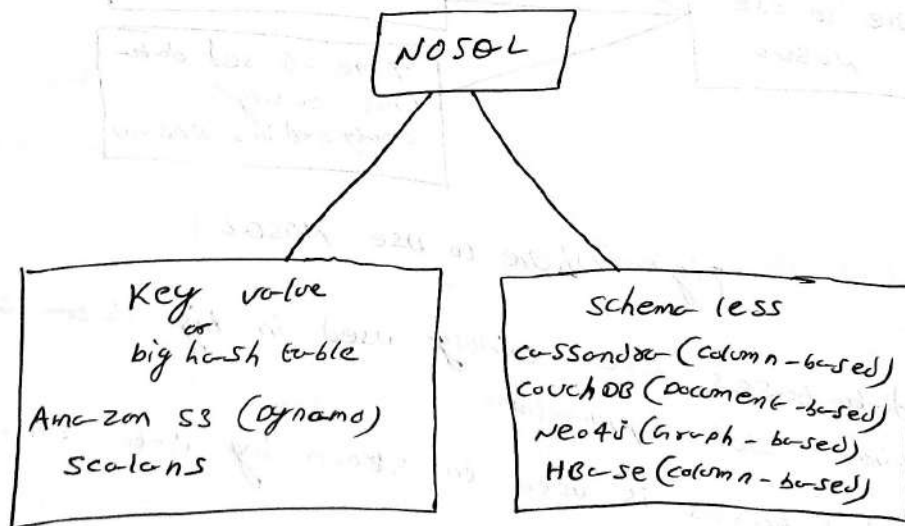 NOSQL
Key value
or
big hash table
Amazon S3 (Dynamo)
Scalans
schema less
cassandra (column-based)
couchDB (Document-based)
Neo4j (Graph-based)
HBase (column-based)